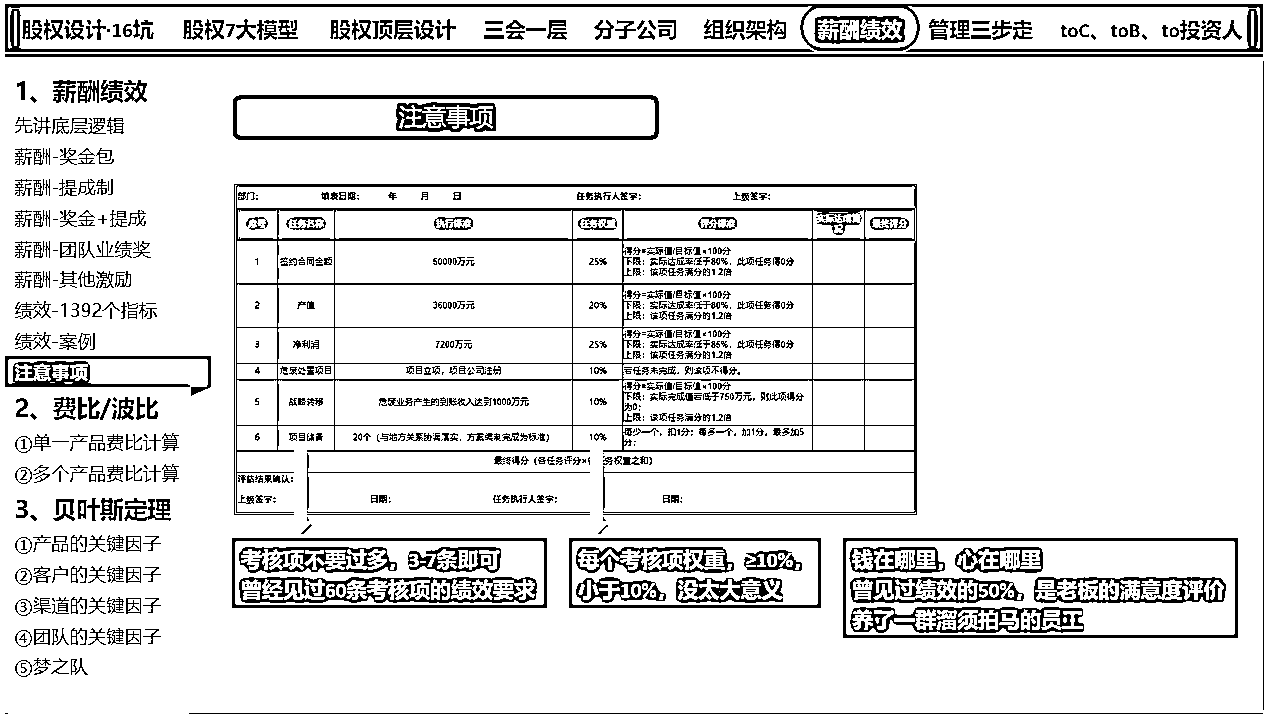 股权设计·16坑 股权7大模型 股权顶层设计 三会一层 分子公司 组织架构 薪酬绩效 管理三步走 toC、toB、to投资人
1、薪酬绩效
先讲底层逻辑
薪酬-奖金包
薪酬-提成制
薪酬-奖金+提成
薪酬-团队业绩奖
薪酬-其他激励
绩效-1392个指标
绩效-案例
注意事项
2、费比/波比
①单一产品费比计算
②多个产品费比计算
3、贝叶斯定理
①产品的关键因子
②客户的关键因子
③渠道的关键因子
④团队的关键因子
⑤梦之队
注意事项
部门: 填表日期: 年 月 日 任务执行人签字: 上级签字:
序号 任务名称 执行标准 任务权重 评分标准 最终得分
1 签约合同金额 50000万元 25% 得分=实际值/目标值×100分
下限：实际达成率低于80%，此项任务得0分
上限：该项任务满分的1.2倍
2 产值 36000万元 20% 得分=实际值/目标值×100分
下限：实际达成率低于80%，此项任务得0分
上限：该项任务满分的1.2倍
3 净利润 7200万元 25% 得分=实际值/目标值×100分
下限：实际达成率低于85%，此项任务得0分
上限：该项任务满分的1.2倍
4 危废处置项目 项目立项，项目公司注册 10% 若任务未完成，则该项不得分。
5 战略转移 危废业务产生的到账收入达到1000万元 10% 得分=实际值/目标值×100分
下限：实际完成值若低于750万元，则此项得分
为0；
上限：该项任务满分的1.2倍
6 项目储备 20个（与地方关系协调落实，方案编制完成为标准） 10% 每少一个，扣1分；每多一个，加1分，最多加5
分；
最终得分（各任务评分×各任务权重之和）
评估结果确认:
上级签字: 日期: 任务执行人签字: 日期:
考核项不要过多，3-7条即可
曾经见过60条考核项的绩效要求
每个考核项权重，≥10%，
小于10%，没太大意义
钱在哪里，心在哪里
曾见过绩效的50%，是老板的满意度评价
养了一群溜须拍马的员工